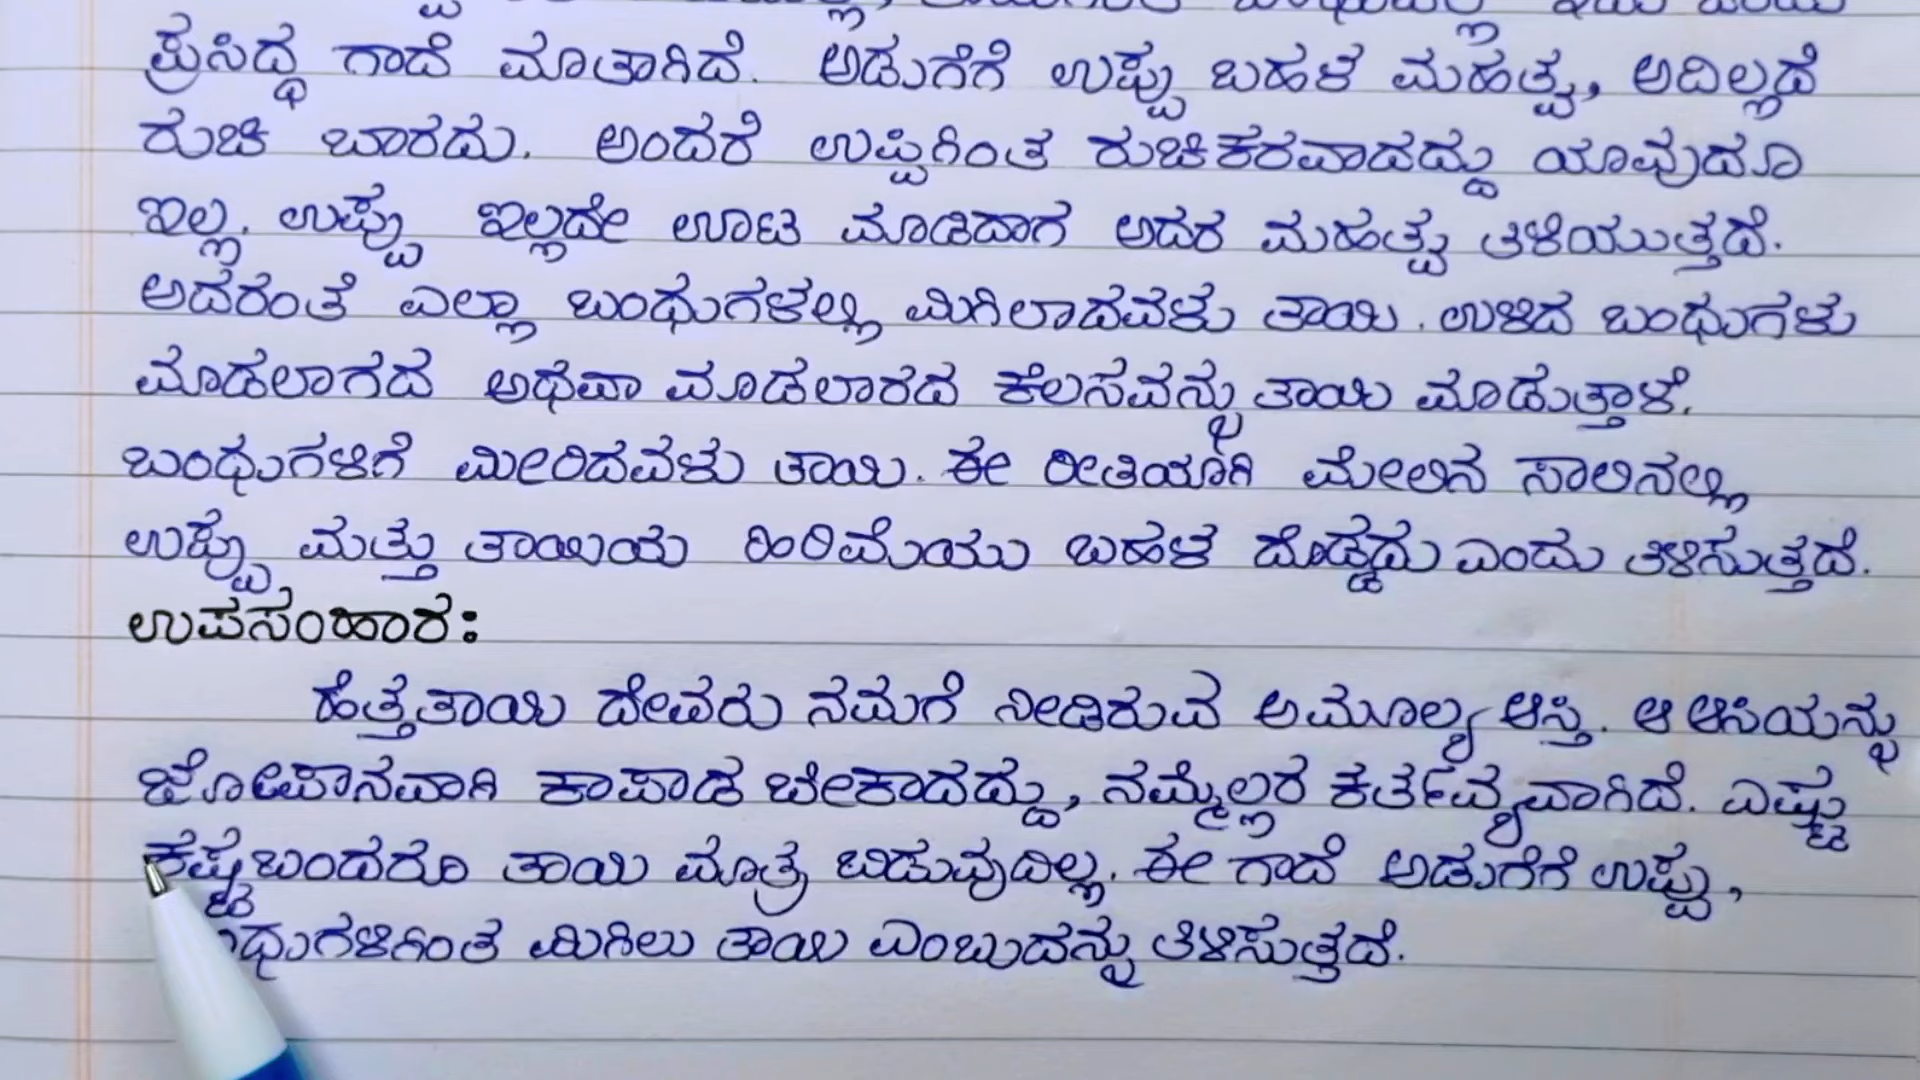 ಪ್ರಸಿದ್ಧ ಗಾದೆ ಮಾತಾಗಿದೆ. ಅಡುಗೆಗೆ ಉಪ್ಪು ಬಹಳ ಮಹತ್ವ, ಅದಿಲ್ಲದೆ
ರುಚಿ ಬಾರದು. ಅಂದರೆ ಉಪ್ಪಿಗಿಂತ ರುಚಿಕರವಾದದ್ದು ಯಾವುದೂ
ಇಲ್ಲ. ಉಪ್ಪು ಇಲ್ಲದೇ ಊಟ ಮಾಡಿದಾಗ ಅದರ ಮಹತ್ವ ತಿಳಿಯುತ್ತದೆ.
ಅದರಂತೆ ಎಲ್ಲಾ ಬಂಧುಗಳಲ್ಲಿ ಮಿಗಿಲಾದವಳು ತಾಯಿ. ಉಳಿದ ಬಂಧುಗಳು
ಮಾಡಲಾಗದ ಅಥವಾ ಮಾಡಲಾರದ ಕೆಲಸವನ್ನು ತಾಯಿ ಮಾಡುತ್ತಾಳೆ.
ಬಂಧುಗಳಿಗೆ ಮೀರಿದವಳು ತಾಯಿ. ಈ ರೀತಿಯಾಗಿ ಮೇಲಿನ ಸಾಲಿನಲ್ಲಿ
ಉಪ್ಪು ಮತ್ತು ತಾಯಿಯ ಹಿರಿಮೆಯು ಬಹಳ ದೊಡ್ಡದು ಎಂದು ತಿಳಿಸುತ್ತದೆ.
ಉಪಸಂಹಾರ:
ಹೆತ್ತತಾಯಿ ದೇವರು ನಮಗೆ ನೀಡಿರುವ ಅಮೂಲ್ಯ ಆಸ್ತಿ. ಆ ಆಸಿಯನ್ನು
ಜೋಪಾನವಾಗಿ ಕಾಪಾಡ ಬೇಕಾದದ್ದು, ನಮ್ಮೆಲ್ಲರ ಕರ್ತವ್ಯವಾಗಿದೆ. ಎಷ್ಟು
ಕಷ್ಟಬಂದರೂ ತಾಯಿ ಮಾತ್ರ ಬಿಡುವುದಿಲ್ಲ. ಈ ಗಾದೆ ಅಡುಗೆಗೆ ಉಪ್ಪು,
ಮಿಗಿಲು ತಾಯಿ ಎಂಬುದನ್ನು ತಿಳಿಸುತ್ತದೆ.